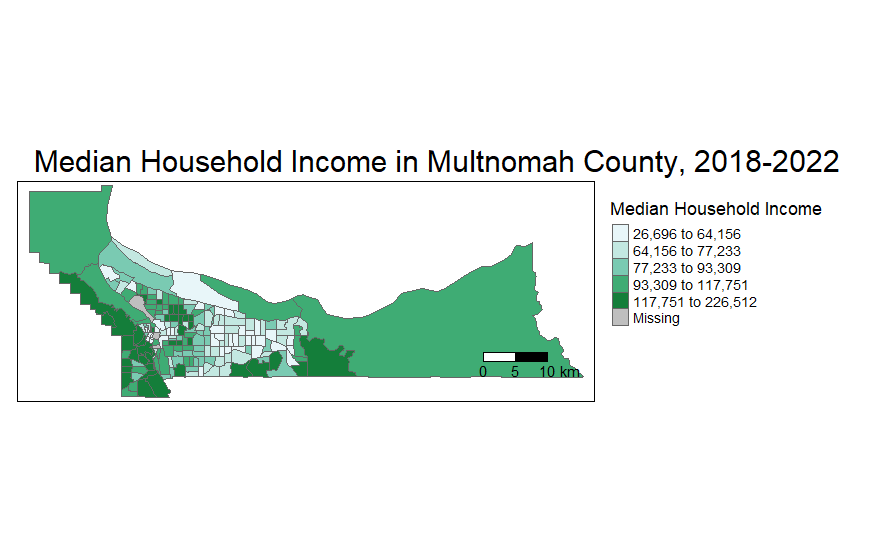 Median Household Income in Multnomah County, 2018-2022
Median Household Income
26,696 to 64,156
64,156 to 77,233
77,233 to 93,309
93,309 to 117,751
117,751 to 226,512
Missing
0 5 10 km